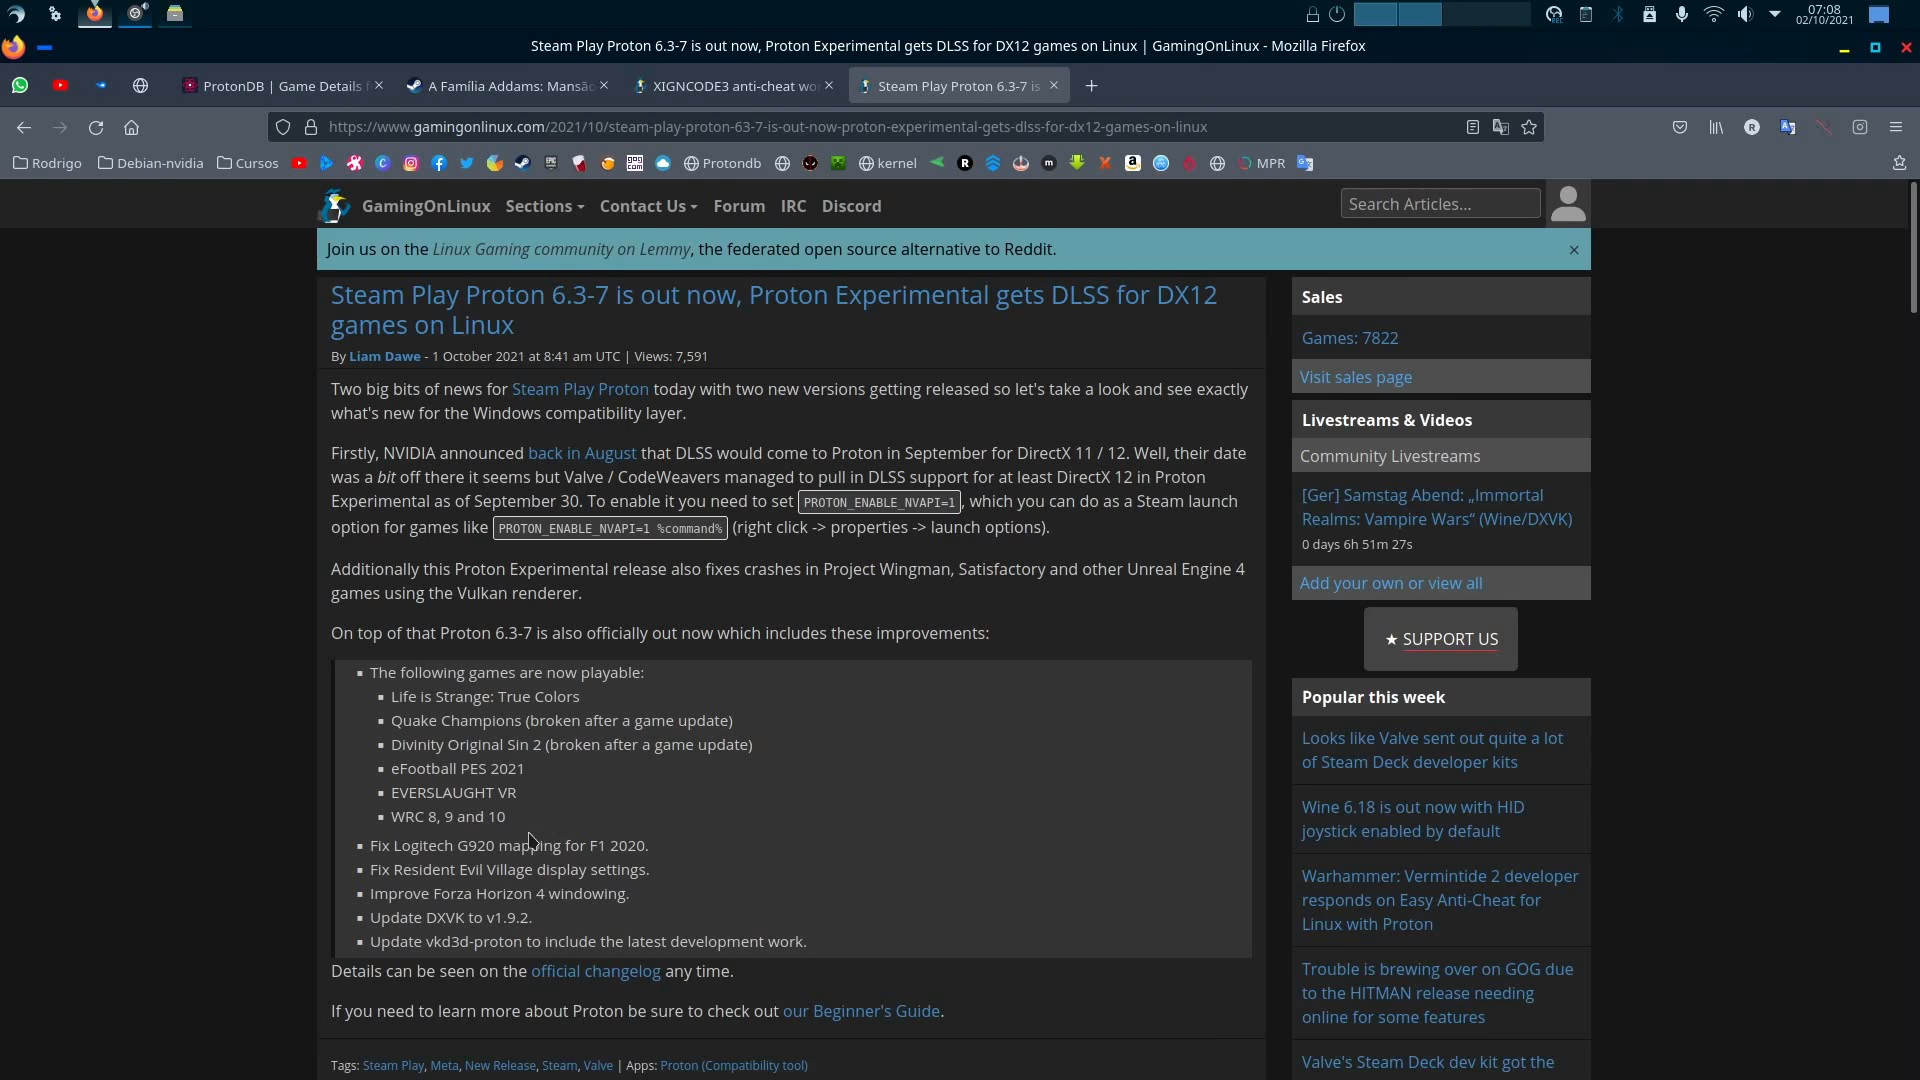 07:08
02/10/2021
Steam Play Proton 6.3-7 is out now, Proton Experimental gets DLSS for DX12 games on Linux | GamingOnLinux - Mozilla Firefox
ProtonDB | Game Details f
A Família Addams: Mansão
XIGNCODE3 anti-cheat wo
Steam Play Proton 6.3-7 is
https://www.gamingonlinux.com/2021/10/steam-play-proton-63-7-is-out-now-proton-experimental-gets-dlss-for-dx12-games-on-linux
Rodrigo Debian-nvidia Cursos Protondb kernel MPR
GamingOnLinux Sections Contact Us Forum IRC Discord
Search Articles...
Join us on the Linux Gaming community on Lemmy, the federated open source alternative to Reddit.
Steam Play Proton 6.3-7 is out now, Proton Experimental gets DLSS for DX12
games on Linux
By Liam Dawe - 1 October 2021 at 8:41 am UTC | Views: 7,591
Two big bits of news for Steam Play Proton today with two new versions getting released so let's take a look and see exactly
what's new for the Windows compatibility layer.
Firstly, NVIDIA announced back in August that DLSS would come to Proton in September for DirectX 11 / 12. Well, their date
was a bit off there it seems but Valve / CodeWeavers managed to pull in DLSS support for at least DirectX 12 in Proton
Experimental as of September 30. To enable it you need to set PROTON_ENABLE_NVAPI=1, which you can do as a Steam launch
option for games like PROTON_ENABLE_NVAPI=1 %command% (right click -> properties -> launch options).
Additionally this Proton Experimental release also fixes crashes in Project Wingman, Satisfactory and other Unreal Engine 4
games using the Vulkan renderer.
On top of that Proton 6.3-7 is also officially out now which includes these improvements:
The following games are now playable:
Life is Strange: True Colors
Quake Champions (broken after a game update)
Divinity Original Sin 2 (broken after a game update)
eFootball PES 2021
EVERSLAUGHT VR
WRC 8, 9 and 10
Fix Logitech G920 mapping for F1 2020.
Fix Resident Evil Village display settings.
Improve Forza Horizon 4 windowing.
Update DXVK to v1.9.2.
Update vkd3d-proton to include the latest development work.
Details can be seen on the official changelog any time.
If you need to learn more about Proton be sure to check out our Beginner's Guide.
Tags: Steam Play, Meta, New Release, Steam, Valve | Apps: Proton (Compatibility tool)
Sales
Games: 7822
Visit sales page
Livestreams & Videos
Community Livestreams
[Ger] Samstag Abend: „Immortal
Realms: Vampire Wars“ (Wine/DXVK)
0 days 6h 51m 27s
Add your own or view all
★ SUPPORT US
Popular this week
Looks like Valve sent out quite a lot
of Steam Deck developer kits
Wine 6.18 is out now with HID
joystick enabled by default
Warhammer: Vermintide 2 developer
responds on Easy Anti-Cheat for
Linux with Proton
Trouble is brewing over on GOG due
to the HITMAN release needing
online for some features
Valve's Steam Deck dev kit got the